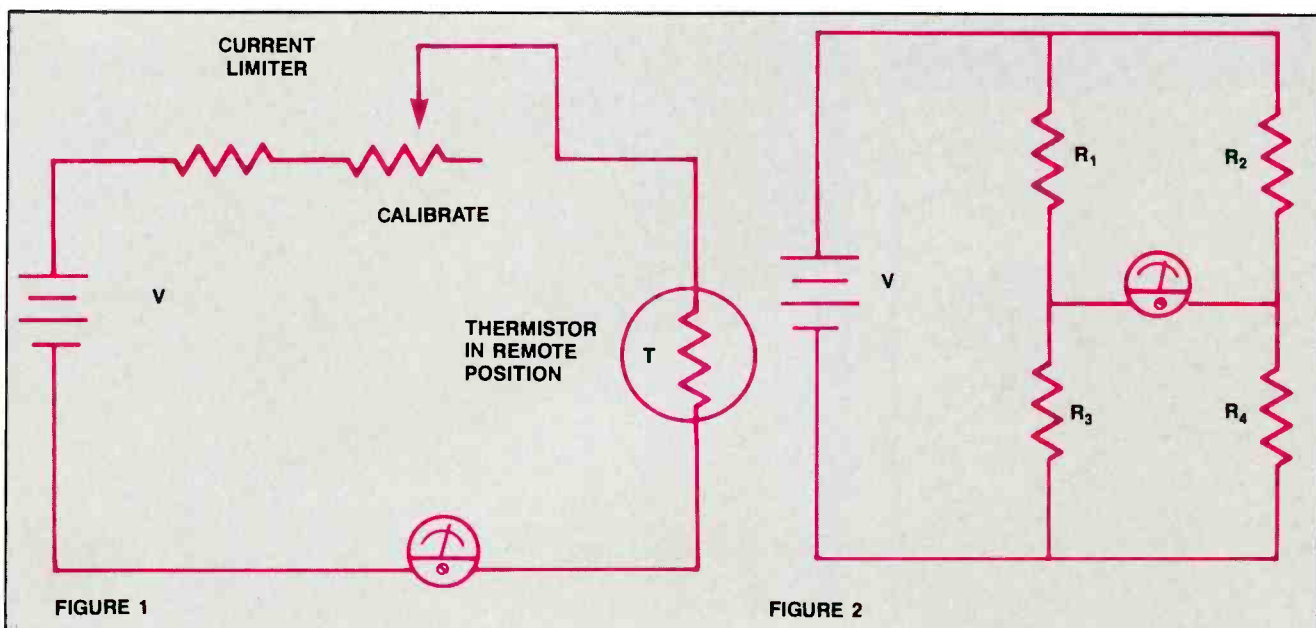 CURRENT
LIMITER
CALIBRATE
V
THERMISTOR
IN REMOTE
POSITION
T
FIGURE 1
R₁
R₂
V
R₃
R₄
FIGURE 2